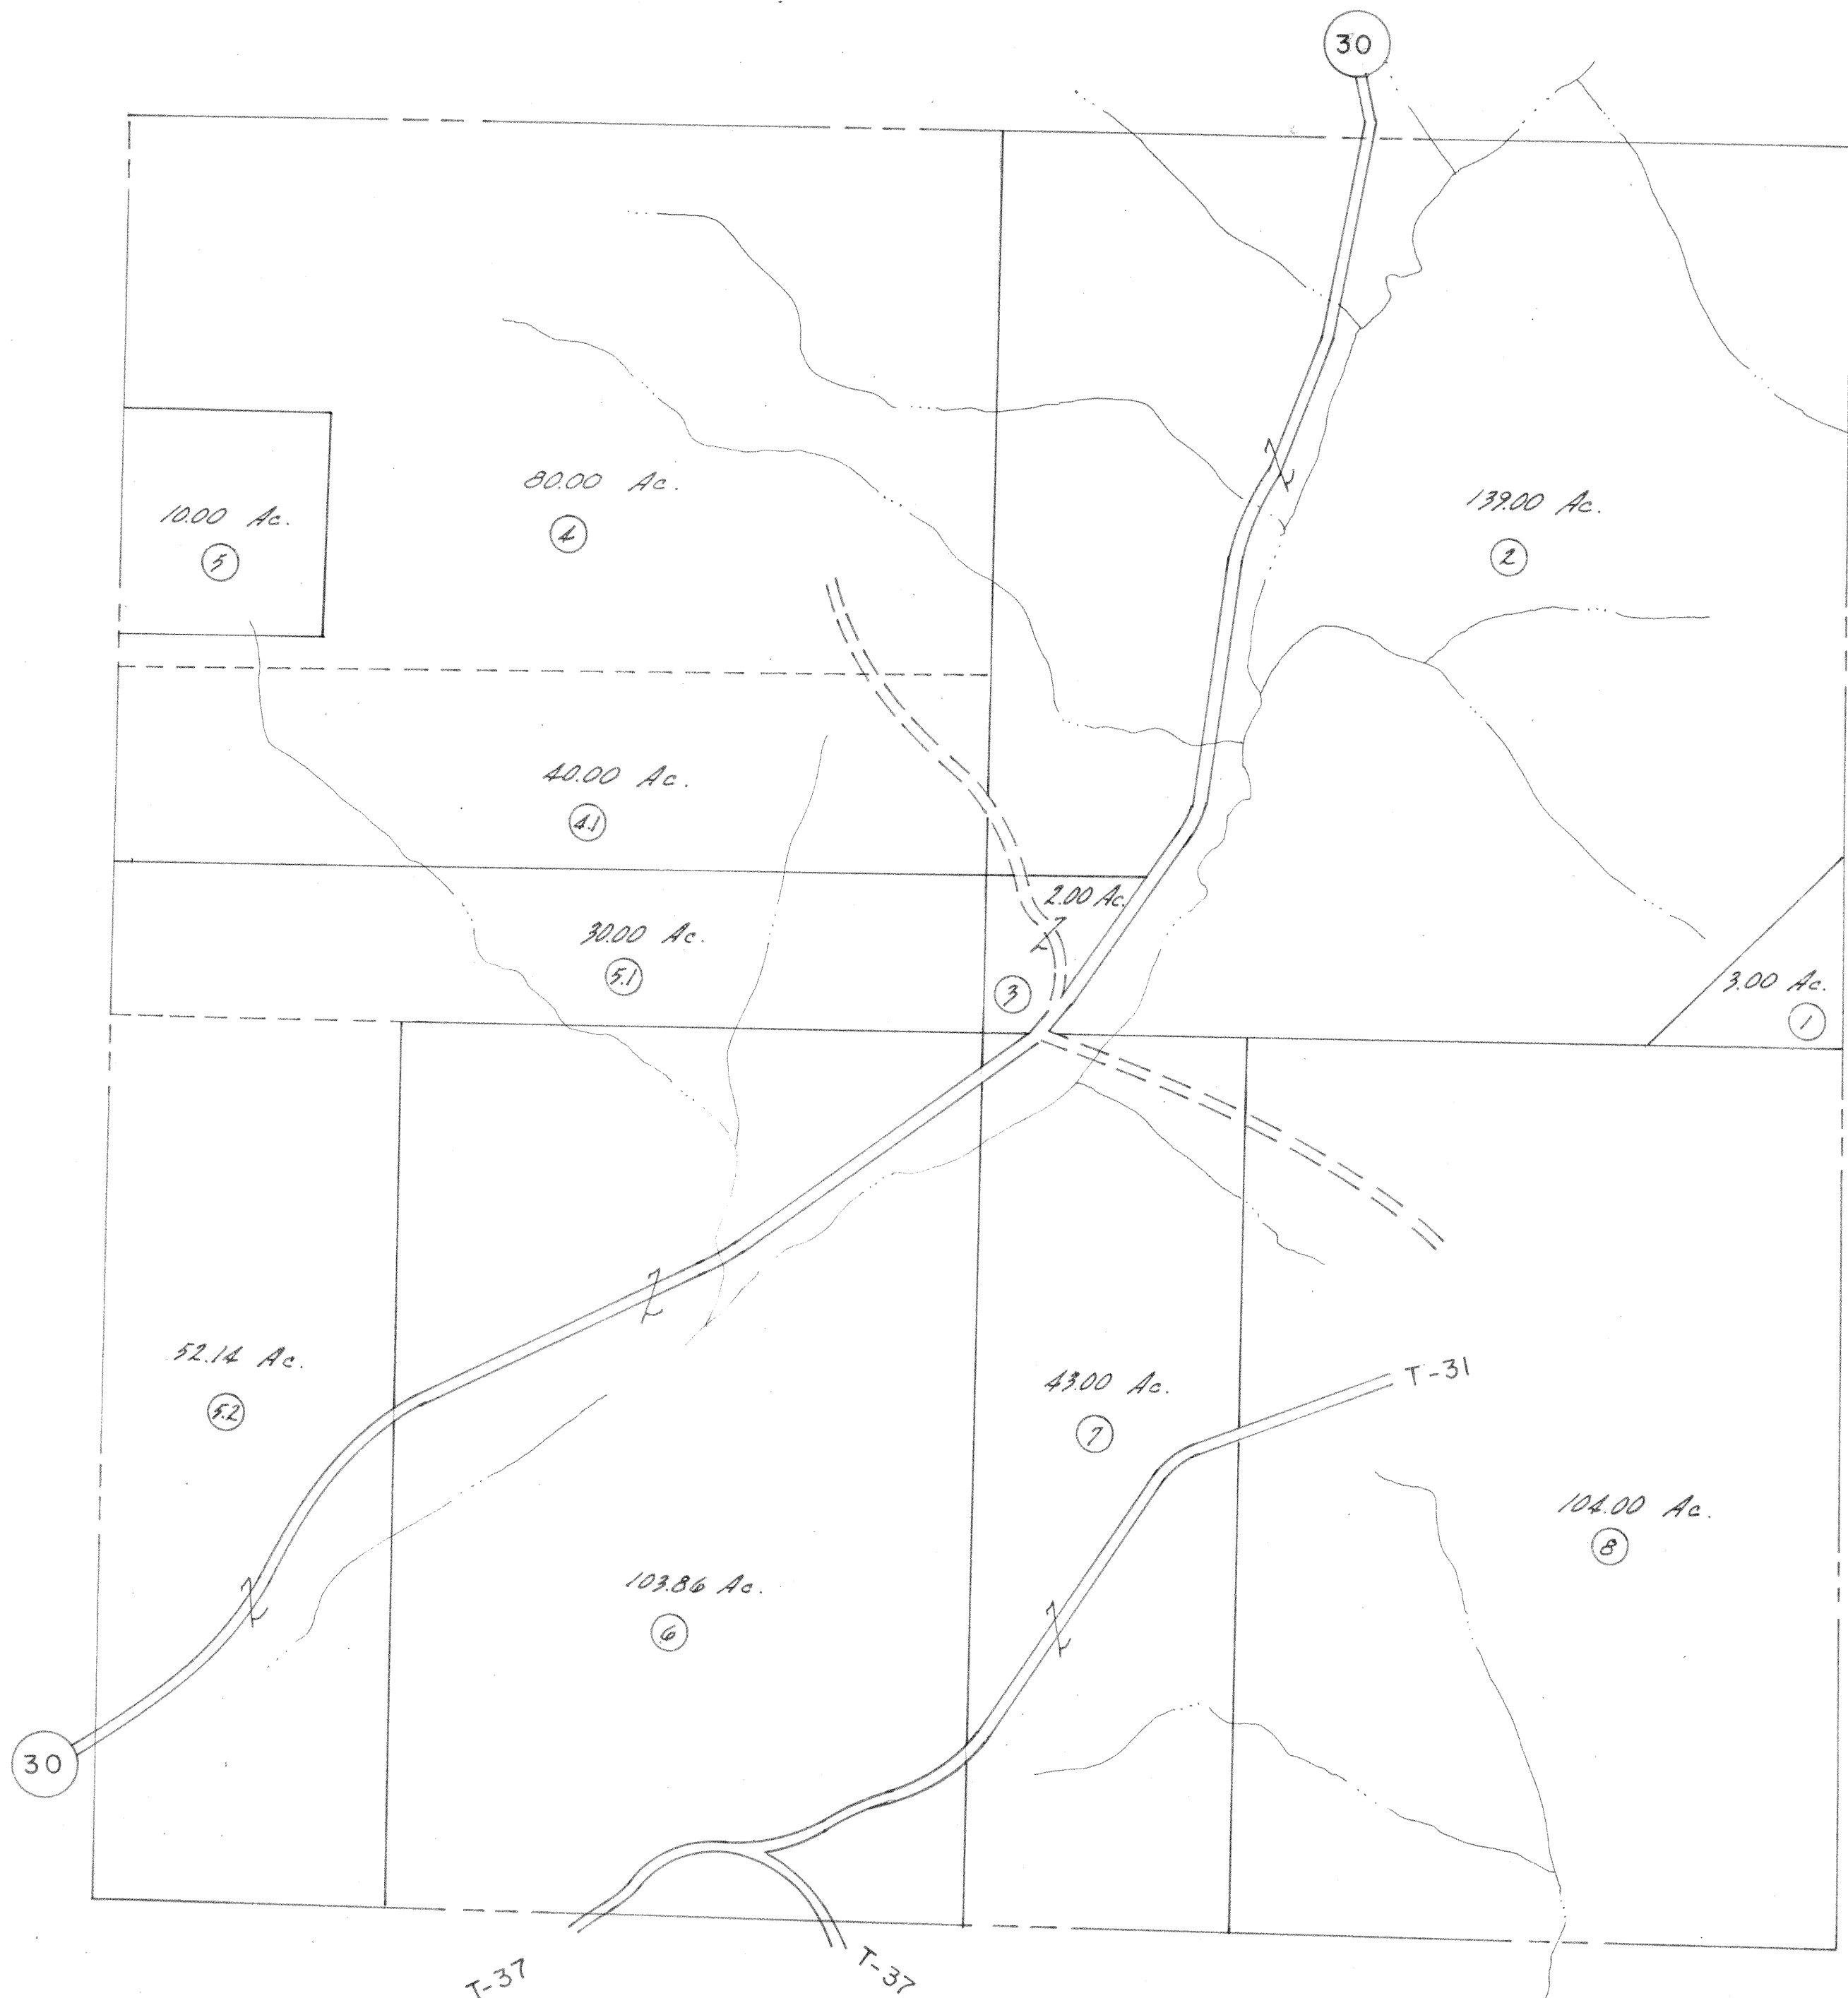 30
80.00 Ac.
4
10.00 Ac.
5
139.00 Ac.
2
40.00 Ac.
4.1
2.00 Ac.
3
30.00 Ac.
5.1
3.00 Ac.
1
52.14 Ac.
5.2
43.00 Ac.
7
T-31
104.00 Ac.
8
103.86 Ac.
6
30
T-37
T-37